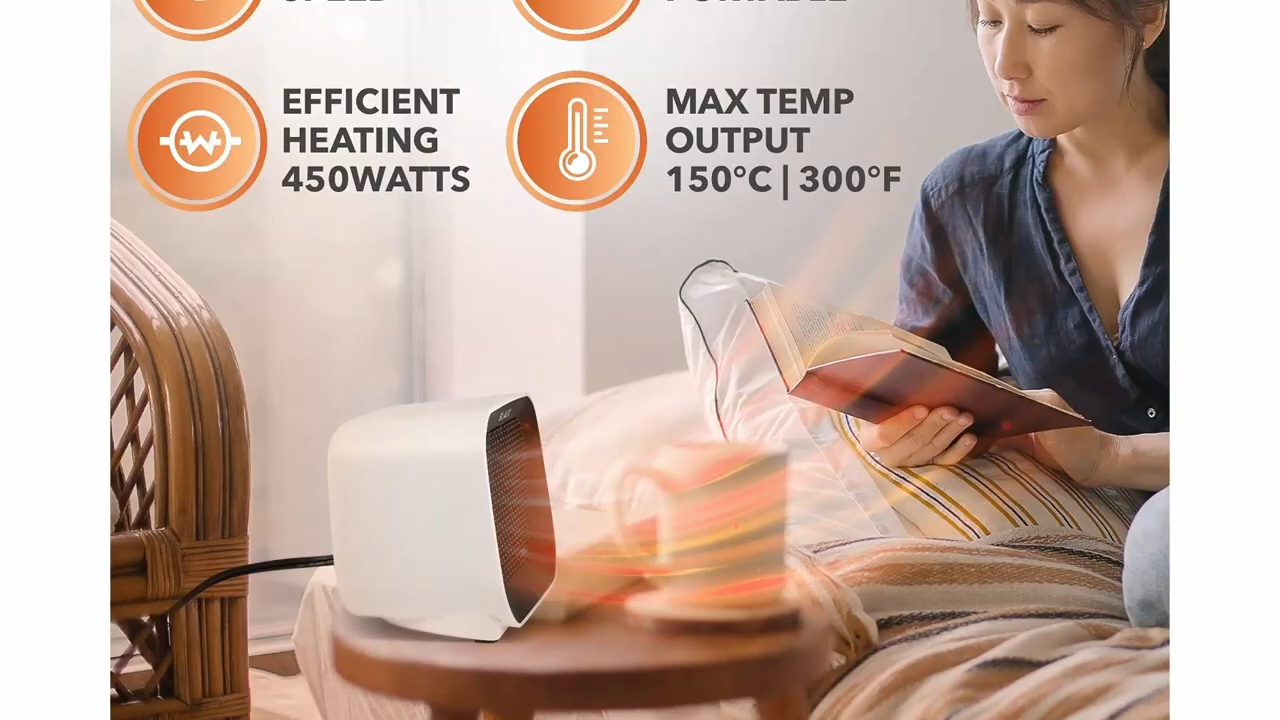 EFFICIENT
HEATING
450WATTS
MAX TEMP
OUTPUT
150°C | 300°F